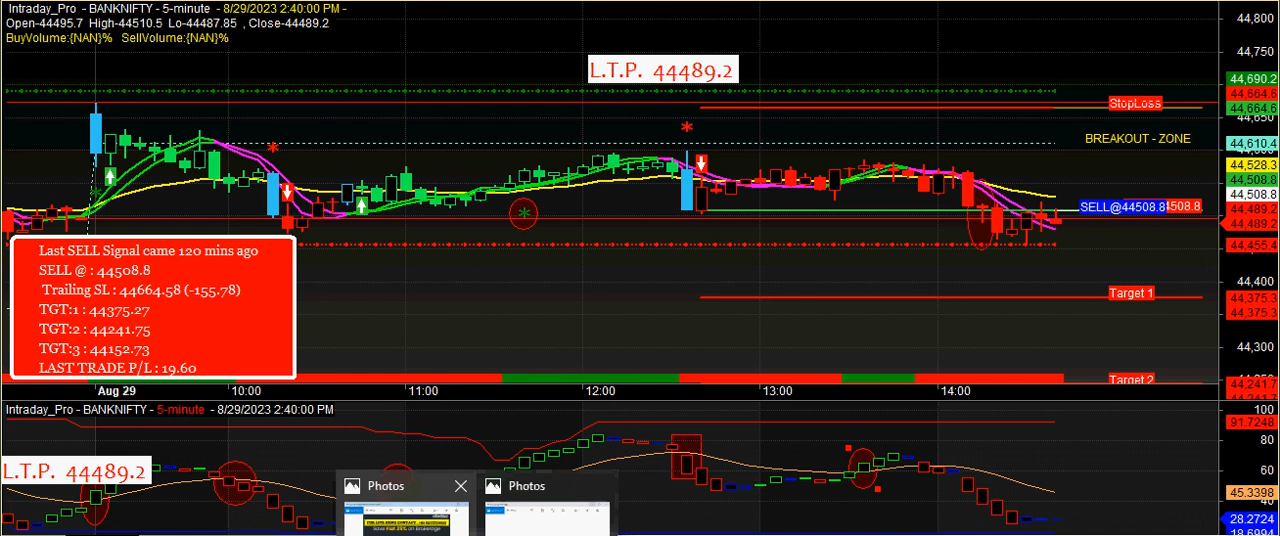 Intraday_Pro - BANKNIFTY - 5-minute - 8/29/2023 2:40:00 PM -
Open-44495.7 High-44510.5 Lo-44487.85 , Close-44489.2
BuyVolume:{NAN}% SellVolume:{NAN}%
L.T.P. 44489.2
44,800
44,750
44,690.2
44,664.6
StopLoss
44,664.6
44,650
BREAKOUT - ZONE
44,610.4
44,528.3
44,508.8
44,508.8
SELL@44508.8
508.8
44,489.2
44,489.2
44,455.4
Last SELL Signal came 120 mins ago
SELL @ : 44508.8
Trailing SL : 44664.58 (-155.78)
TGT:1 : 44375.27
TGT:2 : 44241.75
TGT:3 : 44152.73
LAST TRADE P/L : 19.60
44,400
Target 1
44,375.3
44,375.3
44,300
Target 2
44,241.7
Aug 29
10:00
11:00
12:00
13:00
14:00
Intraday_Pro - BANKNIFTY - 5-minute - 8/29/2023 2:40:00 PM
100
91.7248
80
60
L.T.P. 44489.2
45.3398
40
28.2724
18.6994
Photos
Photos